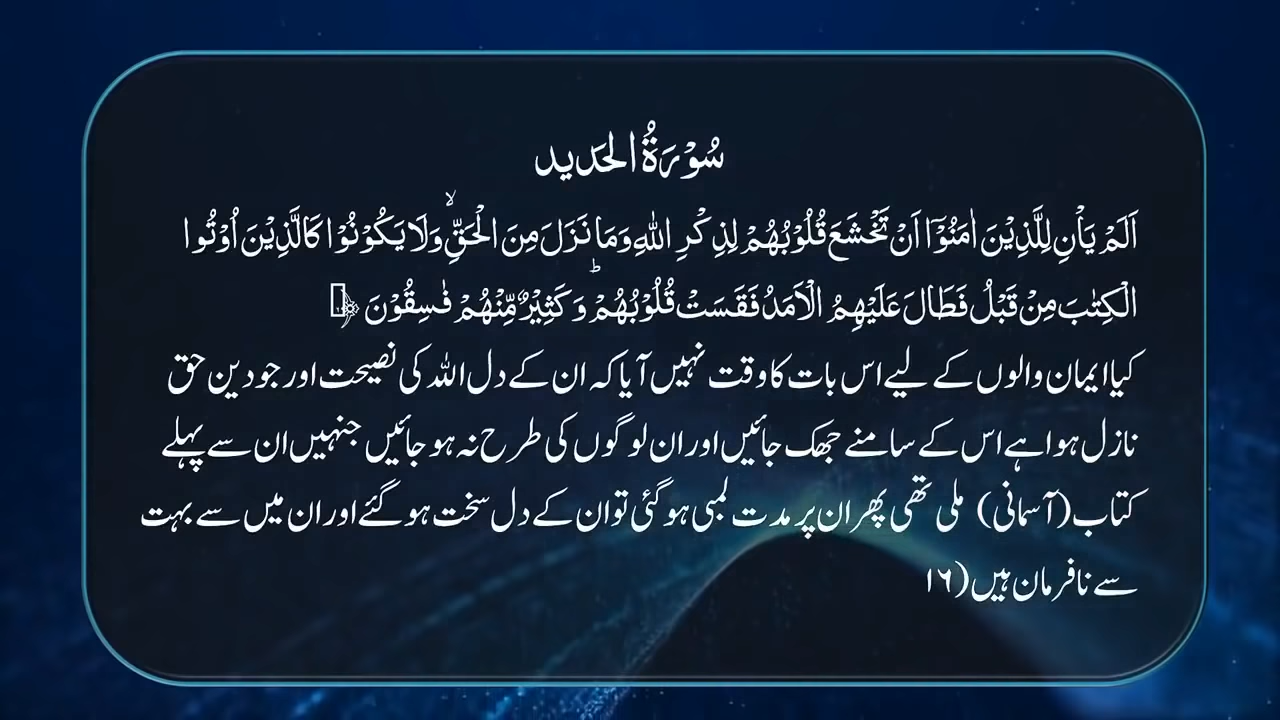 سُوْرَةُ الحَدید
اَلَمْ یَاْنِ لِلَّذِیْنَ اٰمَنُوْۤا اَنْ تَخْشَعَ قُلُوْبُهُمْ لِذِكْرِ اللّٰهِ وَ مَا نَزَلَ مِنَ الْحَقِّۙ وَ لَا یَكُوْنُوْا كَالَّذِیْنَ اُوْتُوا
الْكِتٰبَ مِنْ قَبْلُ فَطَالَ عَلَیْهِمُ الْاَمَدُ فَقَسَتْ قُلُوْبُهُمْؕ وَ كَثِیْرٌ مِّنْهُمْ فٰسِقُوْنَ
کیا ایمان والوں کے لیے اس بات کا وقت نہیں آیا کہ ان کے دل اللہ کی نصیحت اور جو دین حق
نازل ہوا ہے اس کے سامنے جھک جائیں اور ان لوگوں کی طرح نہ ہو جائیں جنہیں ان سے پہلے
کتاب (آسمانی) ملی تھی پھر ان پر مدت لمبی ہو گئی تو ان کے دل سخت ہو گئے اور ان میں سے بہت
سے نافرمان ہیں (۱۶